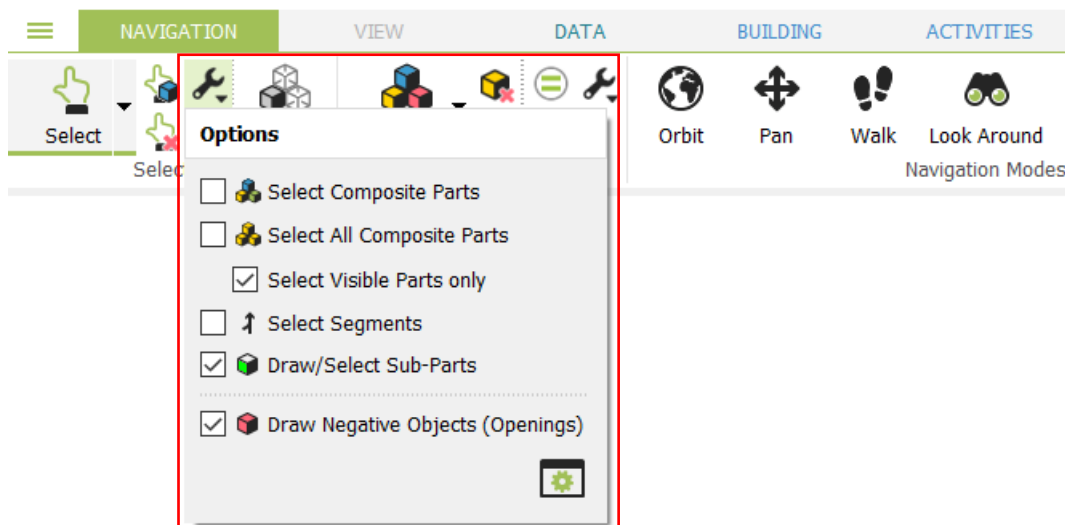 NAVIGATION VIEW DATA BUILDING ACTIVITIES
Select Orbit Pan Walk Look Around
Selec Navigation Modes
Options
Select Composite Parts
Select All Composite Parts
Select Visible Parts only
Select Segments
Draw/Select Sub-Parts
Draw Negative Objects (Openings)